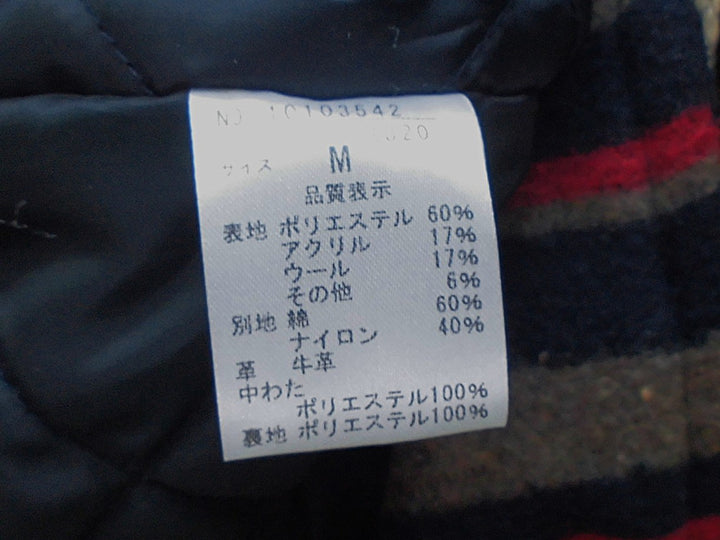 NO 10103542
サイズ M
品質表示
表地 ポリエステル 60%
アクリル 17%
ウール 17%
その他 6%
別地 綿 60%
ナイロン 40%
革 牛革
中わた
ポリエステル100%
裏地 ポリエステル100%